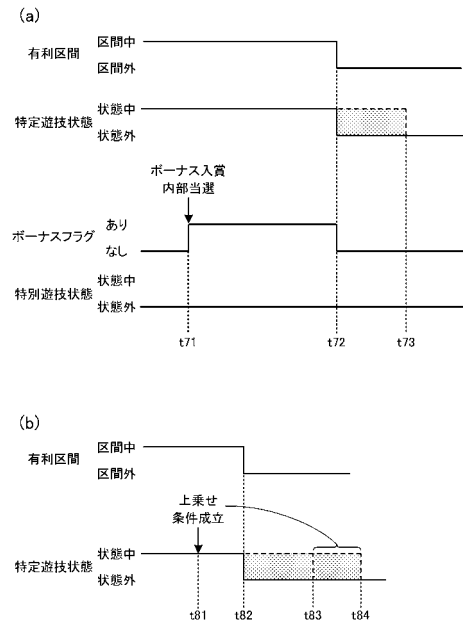 (a)
有利区間
区間中
区間外
特定遊技状態
状態中
状態外
ボーナス入賞
内部当選
ボーナスフラグ
あり
なし
特別遊技状態
状態中
状態外
t71
t72
t73
(b)
有利区間
区間中
区間外
上乗せ
条件成立
特定遊技状態
状態中
状態外
t81
t82
t83
t84